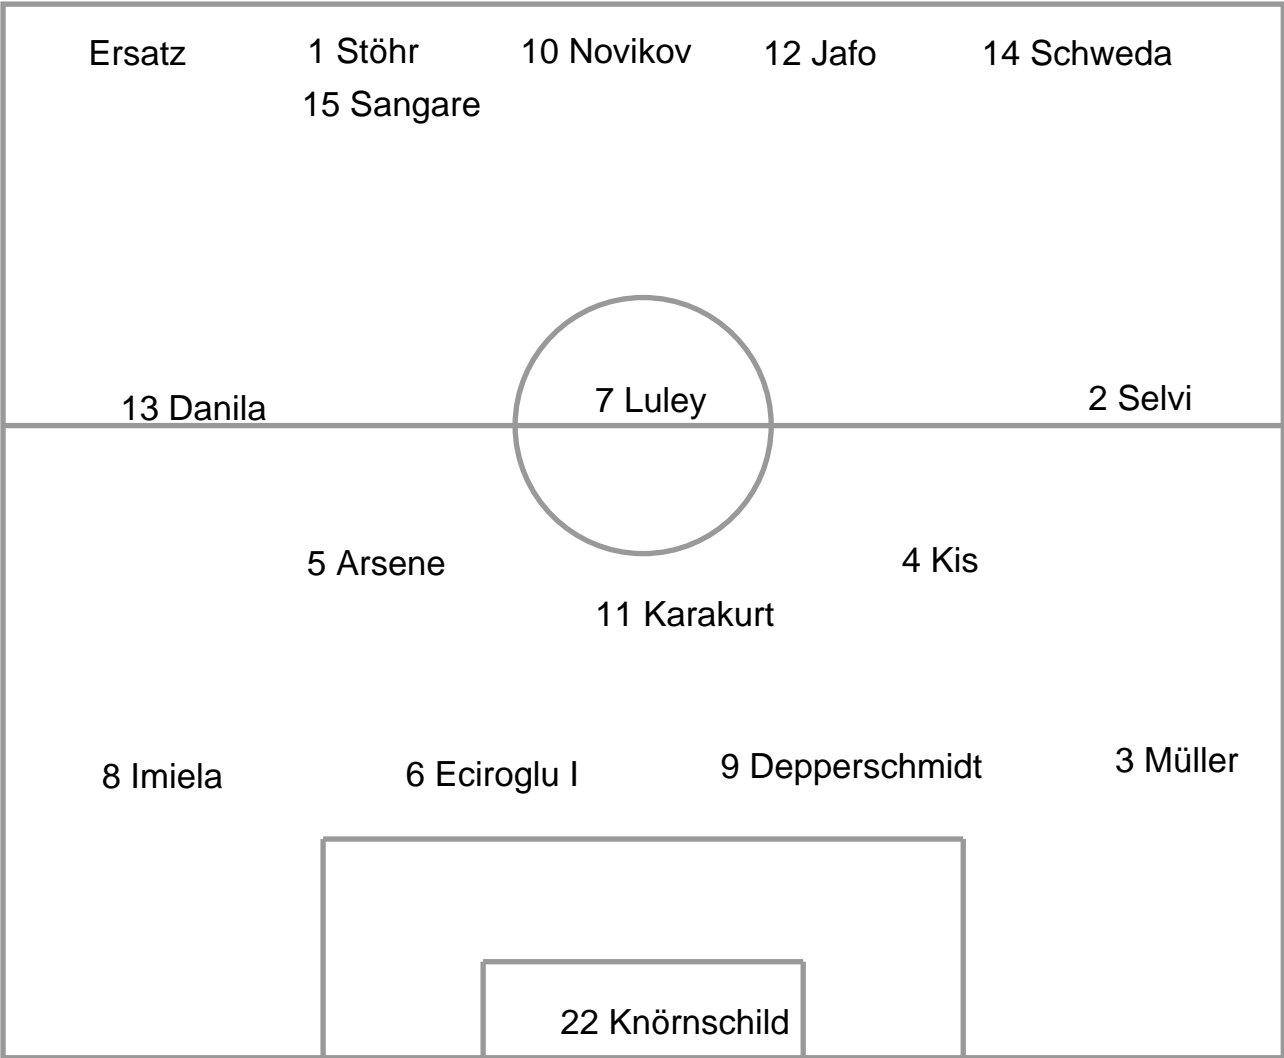 Ersatz 1 Stöhr 10 Novikov 12 Jafo 14 Schweda
15 Sangare
13 Danila 7 Luley 2 Selvi
5 Arsene 4 Kis
11 Karakurt
8 Imiela 6 Eciroglu I 9 Depperschmidt 3 Müller
22 Knörnschild